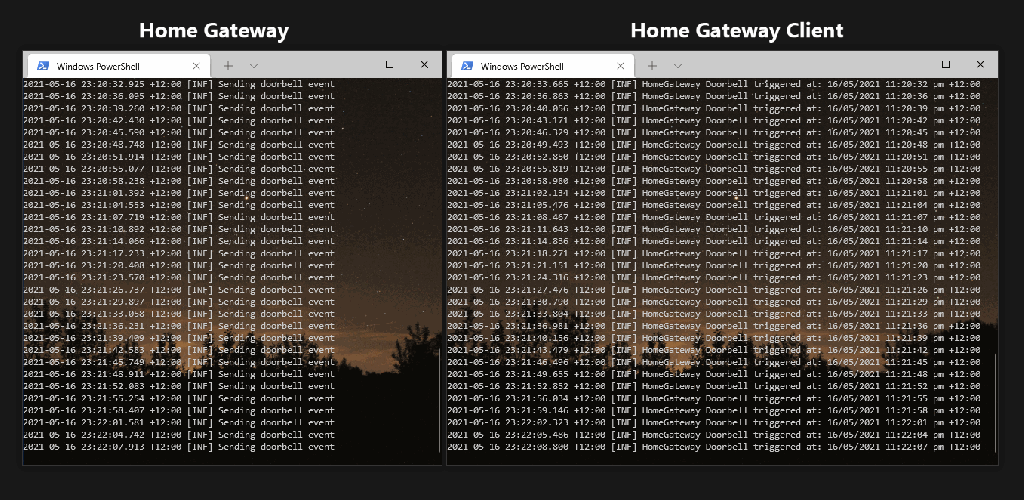 Home Gateway
Windows PowerShell
2021-05-16 23:20:32.925 +12:00 [INF] Sending doorbell event
2021-05-16 23:20:36.095 +12:00 [INF] Sending doorbell event
2021-05-16 23:20:39.260 +12:00 [INF] Sending doorbell event
2021-05-16 23:20:42.430 +12:00 [INF] Sending doorbell event
2021-05-16 23:20:45.590 +12:00 [INF] Sending doorbell event
2021-05-16 23:20:48.748 +12:00 [INF] Sending doorbell event
2021-05-16 23:20:51.914 +12:00 [INF] Sending doorbell event
2021-05-16 23:20:55.077 +12:00 [INF] Sending doorbell event
2021-05-16 23:20:58.238 +12:00 [INF] Sending doorbell event
2021-05-16 23:21:01.392 +12:00 [INF] Sending doorbell event
2021-05-16 23:21:04.553 +12:00 [INF] Sending doorbell event
2021-05-16 23:21:07.719 +12:00 [INF] Sending doorbell event
2021-05-16 23:21:10.892 +12:00 [INF] Sending doorbell event
2021-05-16 23:21:14.066 +12:00 [INF] Sending doorbell event
2021-05-16 23:21:17.233 +12:00 [INF] Sending doorbell event
2021-05-16 23:21:20.400 +12:00 [INF] Sending doorbell event
2021-05-16 23:21:23.570 +12:00 [INF] Sending doorbell event
2021-05-16 23:21:26.737 +12:00 [INF] Sending doorbell event
2021-05-16 23:21:29.897 +12:00 [INF] Sending doorbell event
2021-05-16 23:21:33.068 +12:00 [INF] Sending doorbell event
2021-05-16 23:21:36.231 +12:00 [INF] Sending doorbell event
2021-05-16 23:21:39.409 +12:00 [INF] Sending doorbell event
2021-05-16 23:21:42.583 +12:00 [INF] Sending doorbell event
2021-05-16 23:21:45.749 +12:00 [INF] Sending doorbell event
2021-05-16 23:21:48.911 +12:00 [INF] Sending doorbell event
2021-05-16 23:21:52.083 +12:00 [INF] Sending doorbell event
2021-05-16 23:21:55.254 +12:00 [INF] Sending doorbell event
2021-05-16 23:21:58.407 +12:00 [INF] Sending doorbell event
2021-05-16 23:22:01.581 +12:00 [INF] Sending doorbell event
2021-05-16 23:22:04.742 +12:00 [INF] Sending doorbell event
2021-05-16 23:22:07.913 +12:00 [INF] Sending doorbell event
Home Gateway Client
Windows PowerShell
2021-05-16 23:20:33.665 +12:00 [INF] HomeGateway Doorbell triggered at: 16/05/2021 11:20:32 pm +12:00
2021-05-16 23:20:36.863 +12:00 [INF] HomeGateway Doorbell triggered at: 16/05/2021 11:20:36 pm +12:00
2021-05-16 23:20:40.056 +12:00 [INF] HomeGateway Doorbell triggered at: 16/05/2021 11:20:39 pm +12:00
2021-05-16 23:20:43.171 +12:00 [INF] HomeGateway Doorbell triggered at: 16/05/2021 11:20:42 pm +12:00
2021-05-16 23:20:46.329 +12:00 [INF] HomeGateway Doorbell triggered at: 16/05/2021 11:20:45 pm +12:00
2021-05-16 23:20:49.493 +12:00 [INF] HomeGateway Doorbell triggered at: 16/05/2021 11:20:48 pm +12:00
2021-05-16 23:20:52.850 +12:00 [INF] HomeGateway Doorbell triggered at: 16/05/2021 11:20:51 pm +12:00
2021-05-16 23:20:55.819 +12:00 [INF] HomeGateway Doorbell triggered at: 16/05/2021 11:20:55 pm +12:00
2021-05-16 23:20:58.980 +12:00 [INF] HomeGateway Doorbell triggered at: 16/05/2021 11:20:58 pm +12:00
2021-05-16 23:21:02.134 +12:00 [INF] HomeGateway Doorbell triggered at: 16/05/2021 11:21:01 pm +12:00
2021-05-16 23:21:05.476 +12:00 [INF] HomeGateway Doorbell triggered at: 16/05/2021 11:21:04 pm +12:00
2021-05-16 23:21:08.467 +12:00 [INF] HomeGateway Doorbell triggered at: 16/05/2021 11:21:07 pm +12:00
2021-05-16 23:21:11.643 +12:00 [INF] HomeGateway Doorbell triggered at: 16/05/2021 11:21:10 pm +12:00
2021-05-16 23:21:14.836 +12:00 [INF] HomeGateway Doorbell triggered at: 16/05/2021 11:21:14 pm +12:00
2021-05-16 23:21:18.271 +12:00 [INF] HomeGateway Doorbell triggered at: 16/05/2021 11:21:17 pm +12:00
2021-05-16 23:21:21.151 +12:00 [INF] HomeGateway Doorbell triggered at: 16/05/2021 11:21:20 pm +12:00
2021-05-16 23:21:24.316 +12:00 [INF] HomeGateway Doorbell triggered at: 16/05/2021 11:21:23 pm +12:00
2021-05-16 23:21:27.476 +12:00 [INF] HomeGateway Doorbell triggered at: 16/05/2021 11:21:26 pm +12:00
2021-05-16 23:21:30.790 +12:00 [INF] HomeGateway Doorbell triggered at: 16/05/2021 11:21:29 pm +12:00
2021-05-16 23:21:33.804 +12:00 [INF] HomeGateway Doorbell triggered at: 16/05/2021 11:21:33 pm +12:00
2021-05-16 23:21:36.981 +12:00 [INF] HomeGateway Doorbell triggered at: 16/05/2021 11:21:36 pm +12:00
2021-05-16 23:21:40.156 +12:00 [INF] HomeGateway Doorbell triggered at: 16/05/2021 11:21:39 pm +12:00
2021-05-16 23:21:43.479 +12:00 [INF] HomeGateway Doorbell triggered at: 16/05/2021 11:21:42 pm +12:00
2021-05-16 23:21:46.496 +12:00 [INF] HomeGateway Doorbell triggered at: 16/05/2021 11:21:45 pm +12:00
2021-05-16 23:21:49.655 +12:00 [INF] HomeGateway Doorbell triggered at: 16/05/2021 11:21:48 pm +12:00
2021-05-16 23:21:52.852 +12:00 [INF] HomeGateway Doorbell triggered at: 16/05/2021 11:21:52 pm +12:00
2021-05-16 23:21:56.034 +12:00 [INF] HomeGateway Doorbell triggered at: 16/05/2021 11:21:55 pm +12:00
2021-05-16 23:21:59.146 +12:00 [INF] HomeGateway Doorbell triggered at: 16/05/2021 11:21:58 pm +12:00
2021-05-16 23:22:02.323 +12:00 [INF] HomeGateway Doorbell triggered at: 16/05/2021 11:22:01 pm +12:00
2021-05-16 23:22:05.486 +12:00 [INF] HomeGateway Doorbell triggered at: 16/05/2021 11:22:04 pm +12:00
2021-05-16 23:22:08.800 +12:00 [INF] HomeGateway Doorbell triggered at: 16/05/2021 11:22:07 pm +12:00